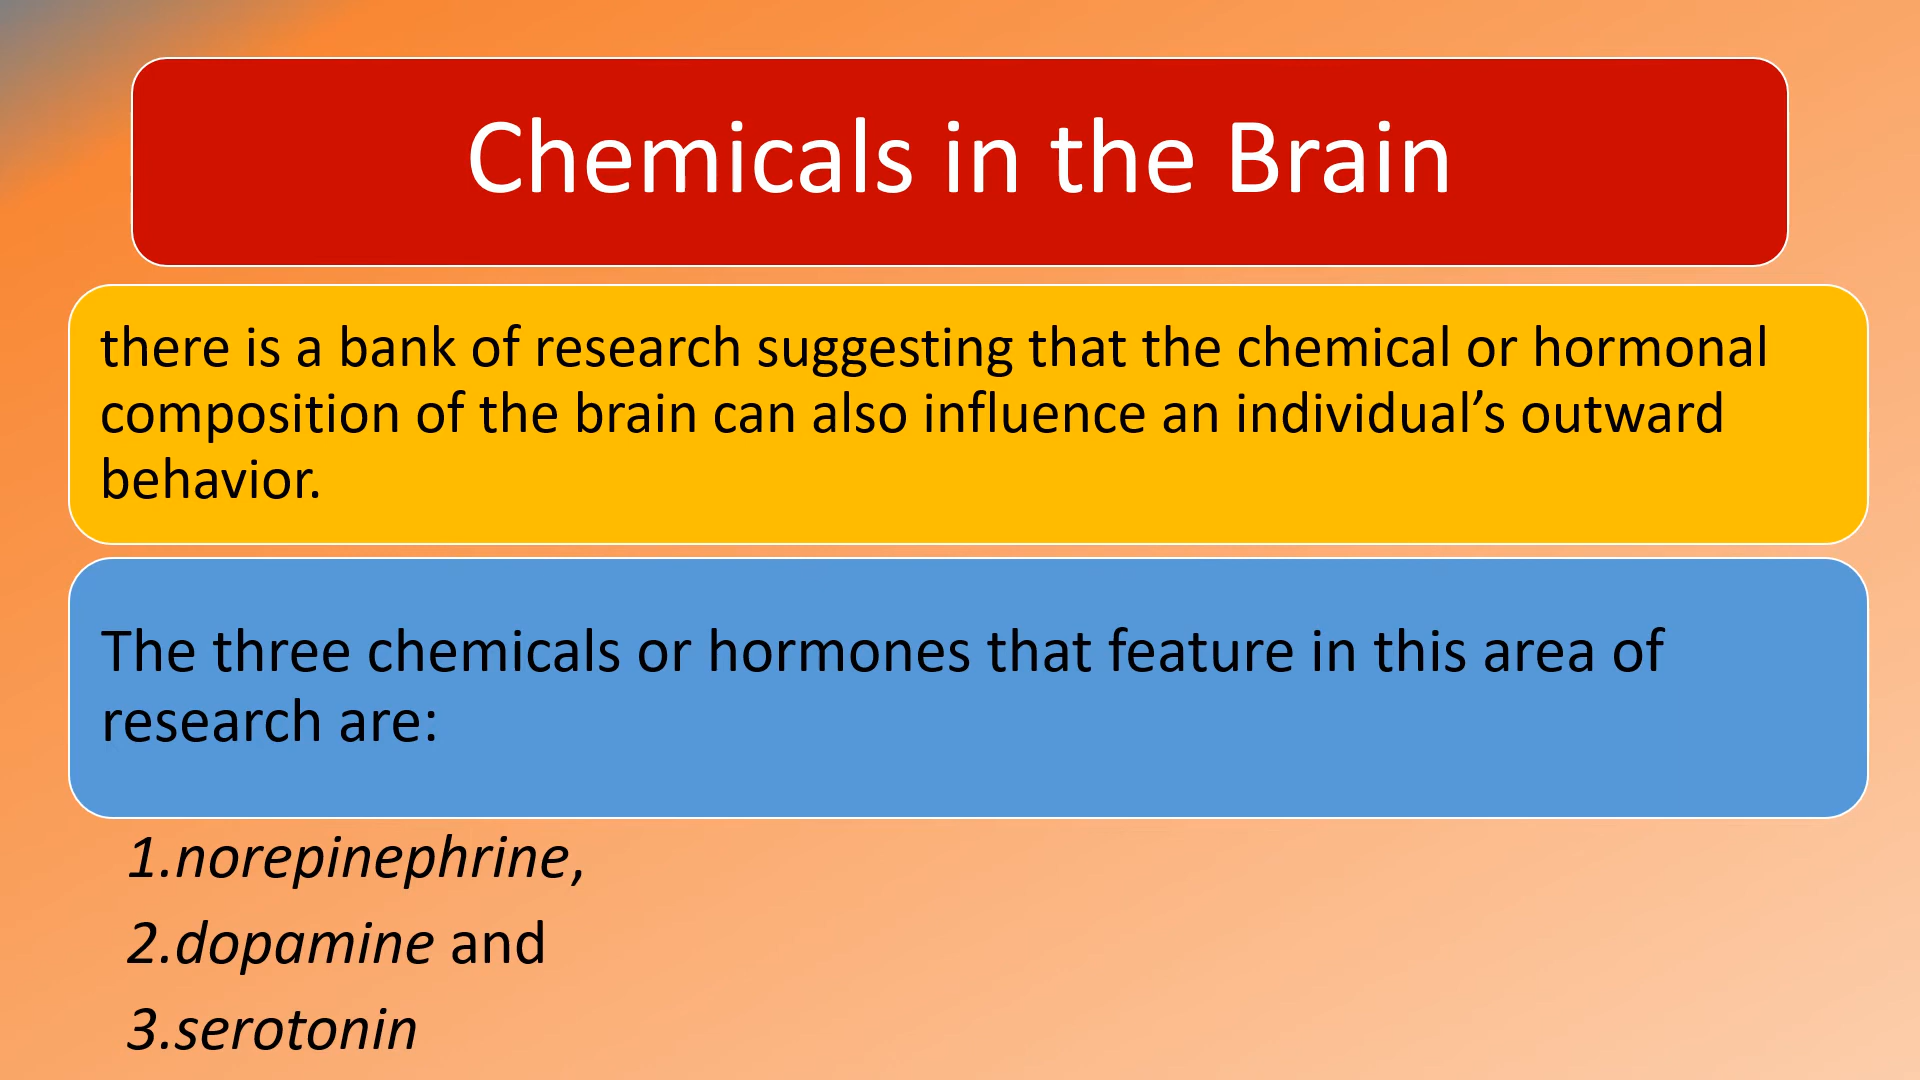 Chemicals in the Brain
there is a bank of research suggesting that the chemical or hormonal
composition of the brain can also influence an individual’s outward
behavior.
The three chemicals or hormones that feature in this area of
research are:
1.norepinephrine,
2.dopamine and
3.serotonin